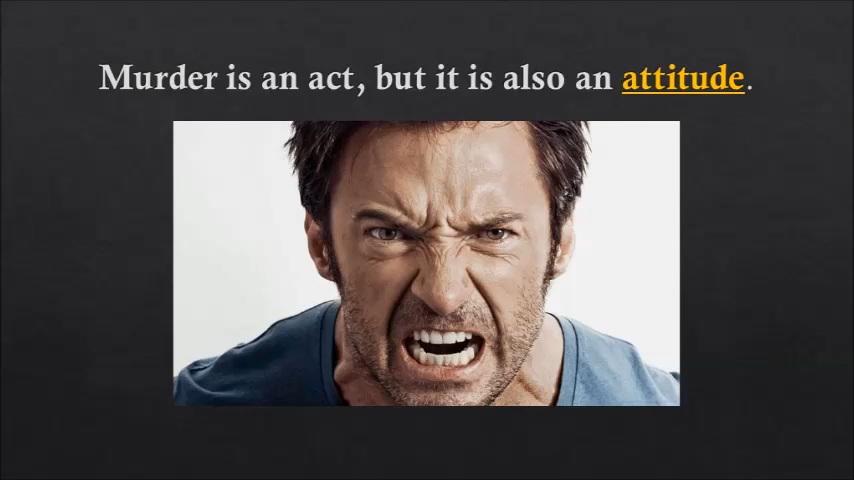 Murder is an act, but it is also an attitude.